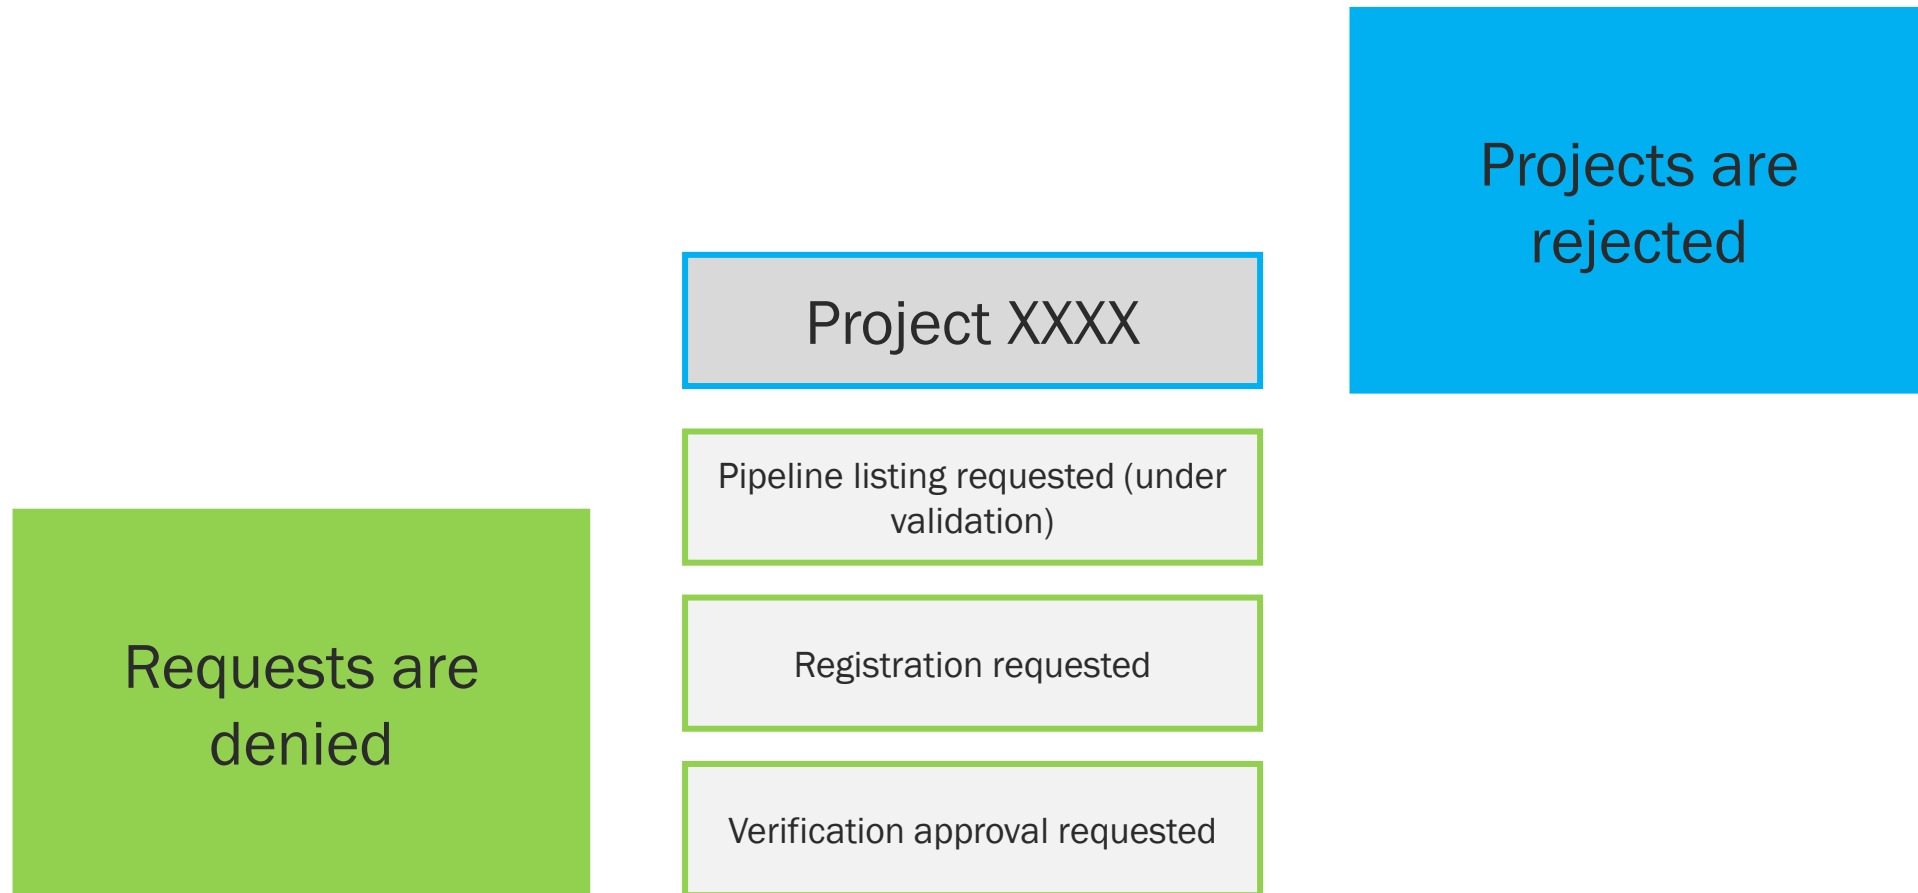 Projects are
rejected
Project XXXX
Pipeline listing requested (under
validation)
Requests are
denied
Registration requested
Verification approval requested